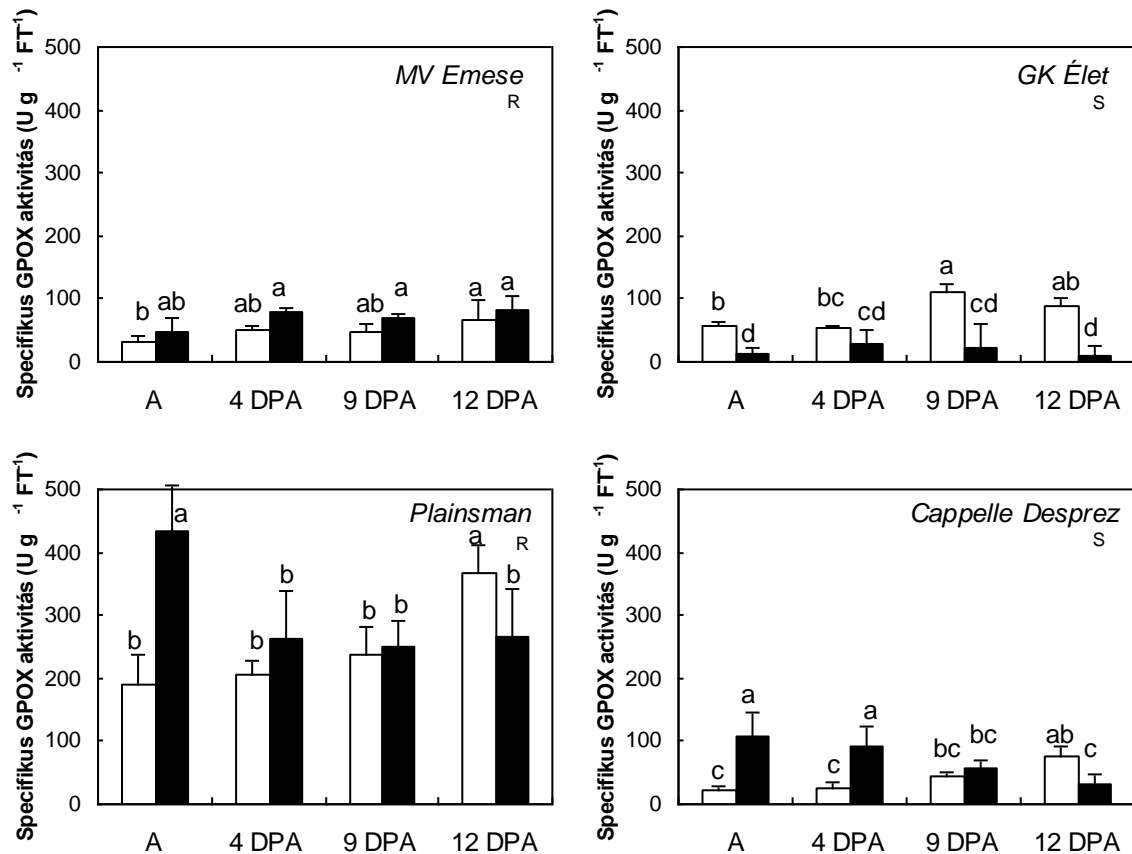 Specifikus GPOX aktivitás (U g⁻¹ FT⁻¹)
500
400
300
200
100
0
MV Emese
R
b ab ab a ab a a a
A 4 DPA 9 DPA 12 DPA
Specifikus GPOX aktivitás (U g⁻¹ FT⁻¹)
500
400
300
200
100
0
GK Élet
S
b d bc cd a cd ab d
A 4 DPA 9 DPA 12 DPA
Specifikus GPOX aktivitás (U g⁻¹ FT⁻¹)
500
400
300
200
100
0
Plainsman
R
b a b b b b a b
A 4 DPA 9 DPA 12 DPA
Specifikus GPOX activitás (U g⁻¹ FT⁻¹)
500
400
300
200
100
0
Cappelle Desprez
S
c a c a bc bc ab c
A 4 DPA 9 DPA 12 DPA